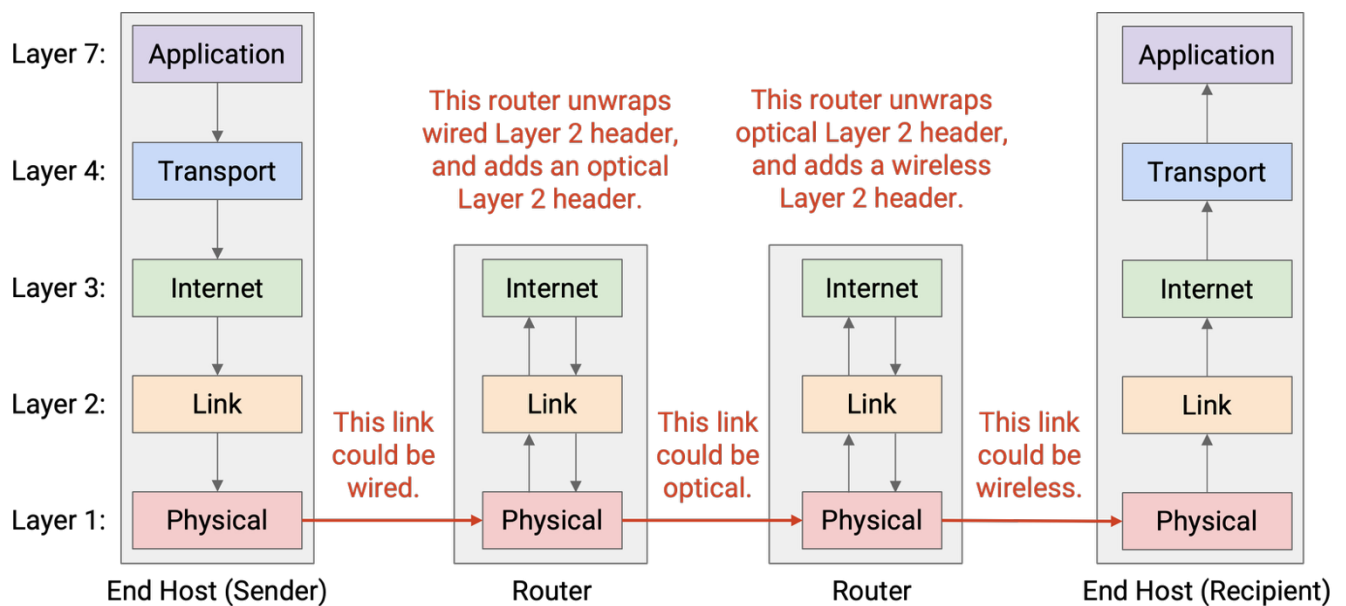 Layer 7:
Layer 4:
Layer 3:
Layer 2:
Layer 1:
Application
Transport
Internet
Link
Physical
End Host (Sender)
This link
could be
wired.
This router unwraps
wired Layer 2 header,
and adds an optical
Layer 2 header.
Internet
Link
Physical
Router
This link
could be
optical.
This router unwraps
optical Layer 2 header,
and adds a wireless
Layer 2 header.
Internet
Link
Physical
Router
This link
could be
wireless.
Application
Transport
Internet
Link
Physical
End Host (Recipient)